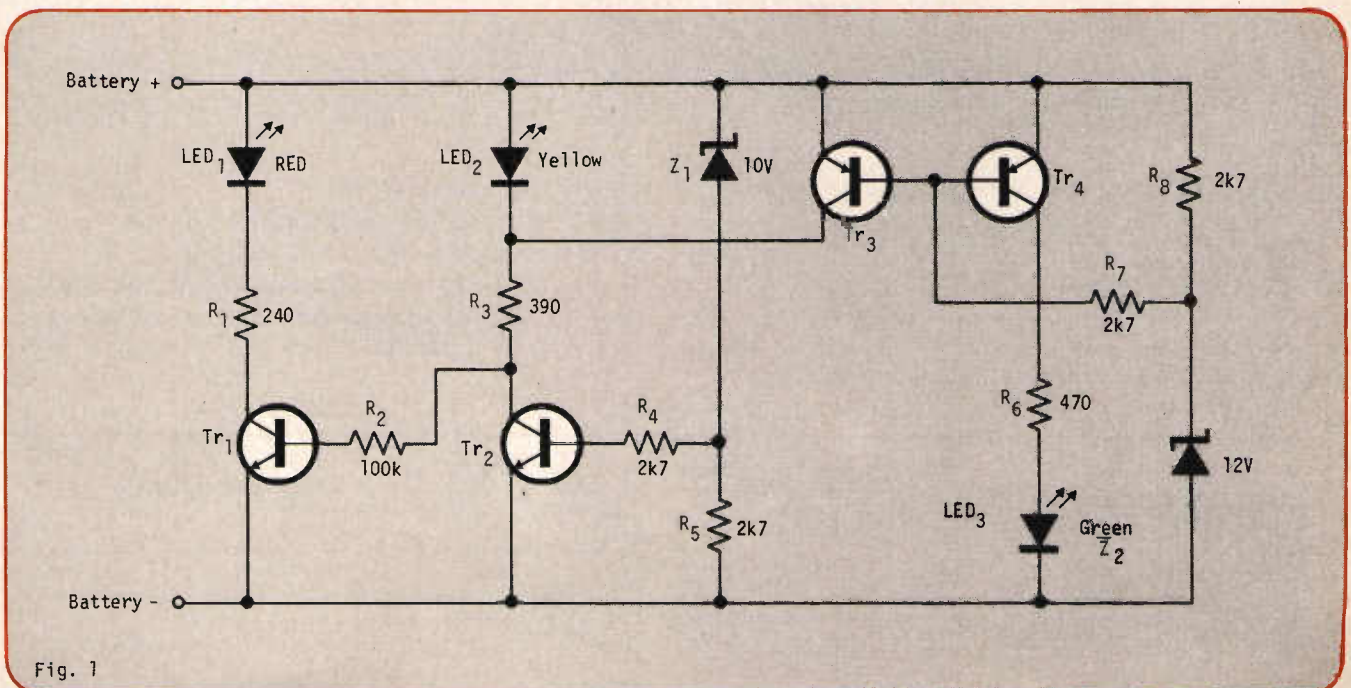 Battery +
LED1 RED
LED2 Yellow
Z1 10V
Tr3
Tr4
R8 2k7
R7
2k7
R1 240
R3 390
R2
100k
Tr1
R4
2k7
Tr2
R5 2k7
R6 470
12V
LED3
Green
Z2
Battery -
Fig. 1